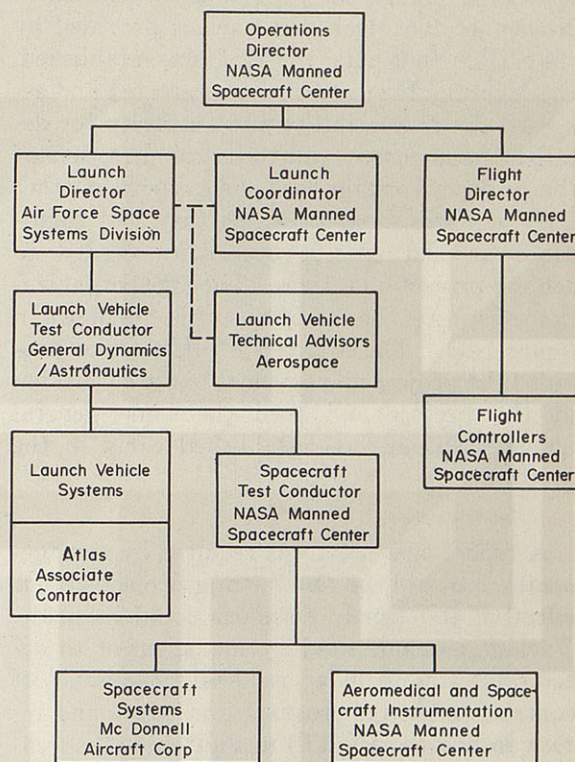 Operations
Director
NASA Manned
Spacecraft Center
Launch
Director
Air Force Space
Systems Division
Launch
Coordinator
NASA Manned
Spacecraft Center
Flight
Director
NASA Manned
Spacecraft Center
Launch Vehicle
Test Conductor
General Dynamics
/Astronautics
Launch Vehicle
Technical Advisors
Aerospace
Flight
Controllers
NASA Manned
Spacecraft Center
Launch Vehicle
Systems
Atlas
Associate
Contractor
Spacecraft
Test Conductor
NASA Manned
Spacecraft Center
Spacecraft
Systems
Mc Donnell
Aircraft Corp
Aeromedical and Space-
craft Instrumentation
NASA Manned
Spacecraft Center